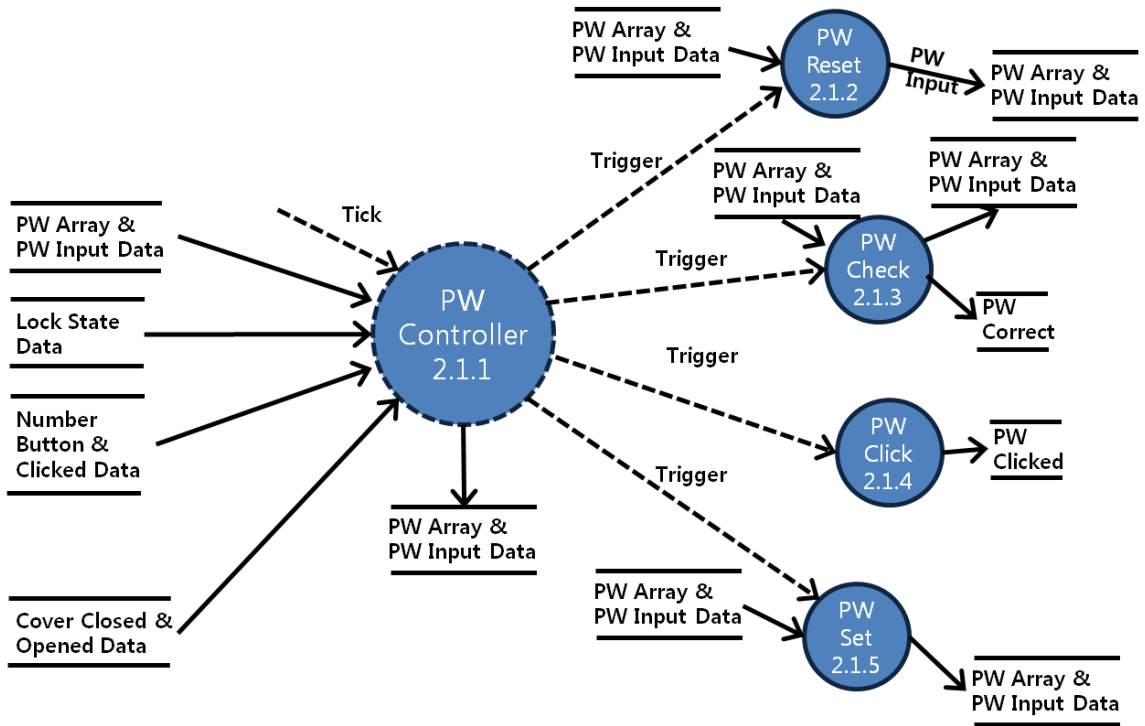 PW Array &
PW Input Data
PW
Reset
2.1.2
PW
Input
PW Array &
PW Input Data
Trigger
PW Array &
PW Input Data
PW Array &
PW Input Data
PW Array &
PW Input Data
Tick
Trigger
PW
Check
2.1.3
PW
Controller
2.1.1
Lock State
Data
PW
Correct
Trigger
Number
Button &
Clicked Data
PW
Click
2.1.4
PW
Clicked
Trigger
PW Array &
PW Input Data
Cover Closed &
Opened Data
PW Array &
PW Input Data
PW
Set
2.1.5
PW Array &
PW Input Data